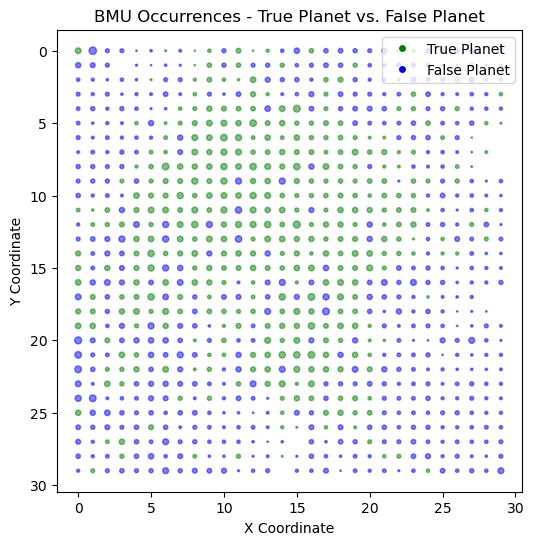 BMU Occurrences - True Planet vs. False Planet
True Planet
False Planet
0
5
10
15
20
25
30
Y Coordinate
0 5 10 15 20 25 30
X Coordinate